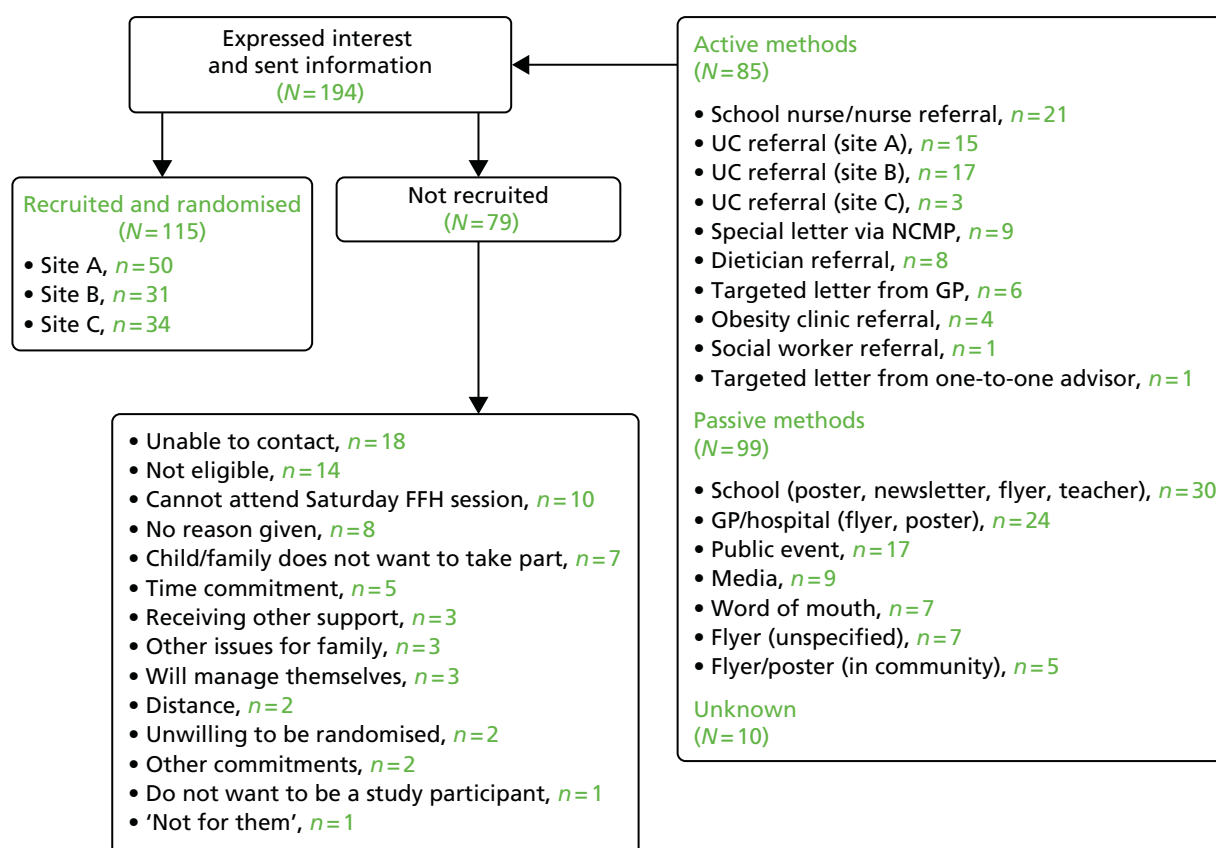 Expressed interest
and sent information
(N=194)
Active methods
(N=85)
• School nurse/nurse referral, n=21
• UC referral (site A), n=15
• UC referral (site B), n=17
• UC referral (site C), n=3
• Special letter via NCMP, n=9
• Dietician referral, n=8
• Targeted letter from GP, n=6
• Obesity clinic referral, n=4
• Social worker referral, n=1
• Targeted letter from one-to-one advisor, n=1
Passive methods
(N=99)
• School (poster, newsletter, flyer, teacher), n=30
• GP/hospital (flyer, poster), n=24
• Public event, n=17
• Media, n=9
• Word of mouth, n=7
• Flyer (unspecified), n=7
• Flyer/poster (in community), n=5
Unknown
(N=10)
Recruited and randomised
(N=115)
• Site A, n=50
• Site B, n=31
• Site C, n=34
Not recruited
(N=79)
• Unable to contact, n=18
• Not eligible, n=14
• Cannot attend Saturday FFH session, n=10
• No reason given, n=8
• Child/family does not want to take part, n=7
• Time commitment, n=5
• Receiving other support, n=3
• Other issues for family, n=3
• Will manage themselves, n=3
• Distance, n=2
• Unwilling to be randomised, n=2
• Other commitments, n=2
• Do not want to be a study participant, n=1
• ‘Not for them’, n=1